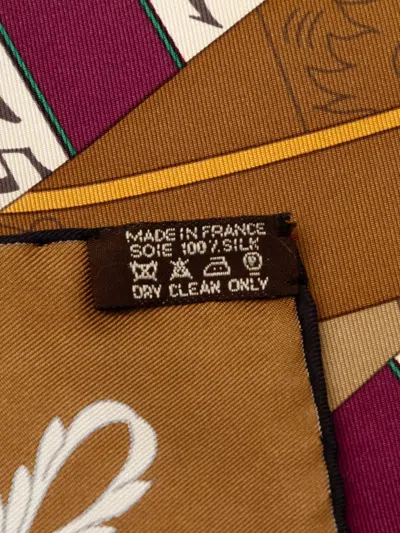 MADE IN FRANCE
SOIE 100% SILK
DRY CLEAN ONLY